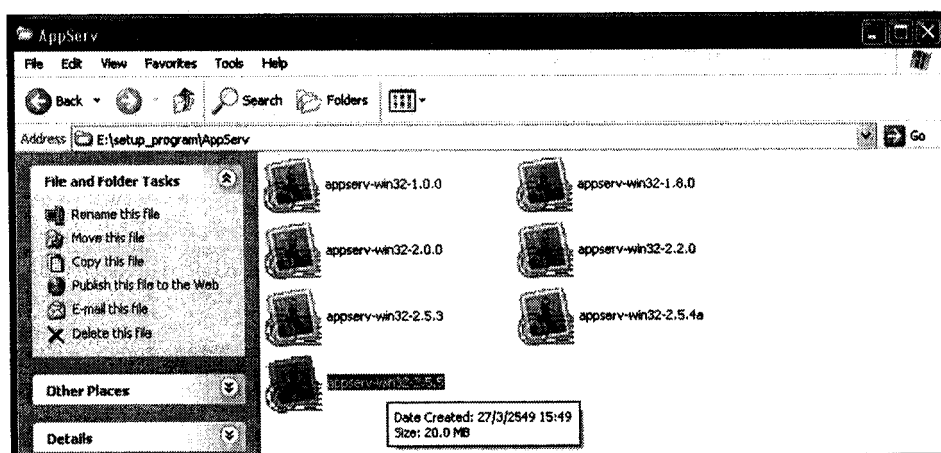 AppServ
File Edit View Favorites Tools Help
Back Search Folders
Address E:\setup_program\AppServ Go
File and Folder Tasks
Rename this file
Move this file
Copy this file
Publish this file to the Web
E-mail this file
Delete this file
Other Places
Details
appserv-win32-1.0.0 appserv-win32-1.8.0
appserv-win32-2.0.0 appserv-win32-2.2.0
appserv-win32-2.5.3 appserv-win32-2.5.4a
Date Created: 27/3/2549 15:49
Size: 20.0 MB